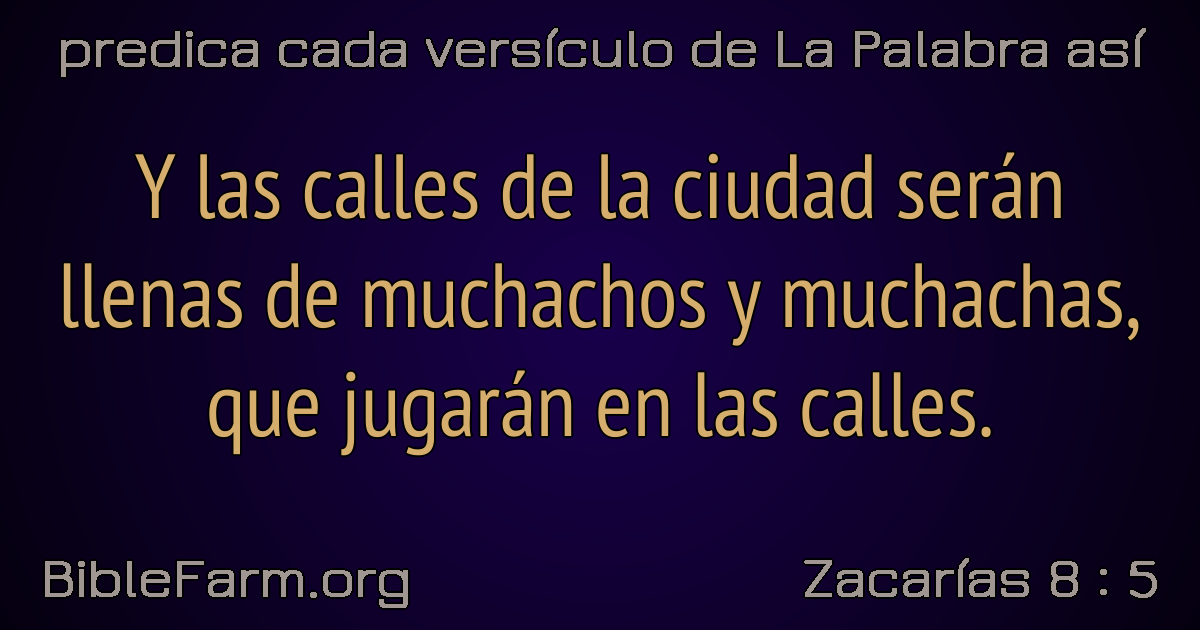 predica cada versículo de La Palabra así
Y las calles de la ciudad serán
llenas de muchachos y muchachas,
que jugarán en las calles.
BibleFarm.org
Zacarías 8 : 5